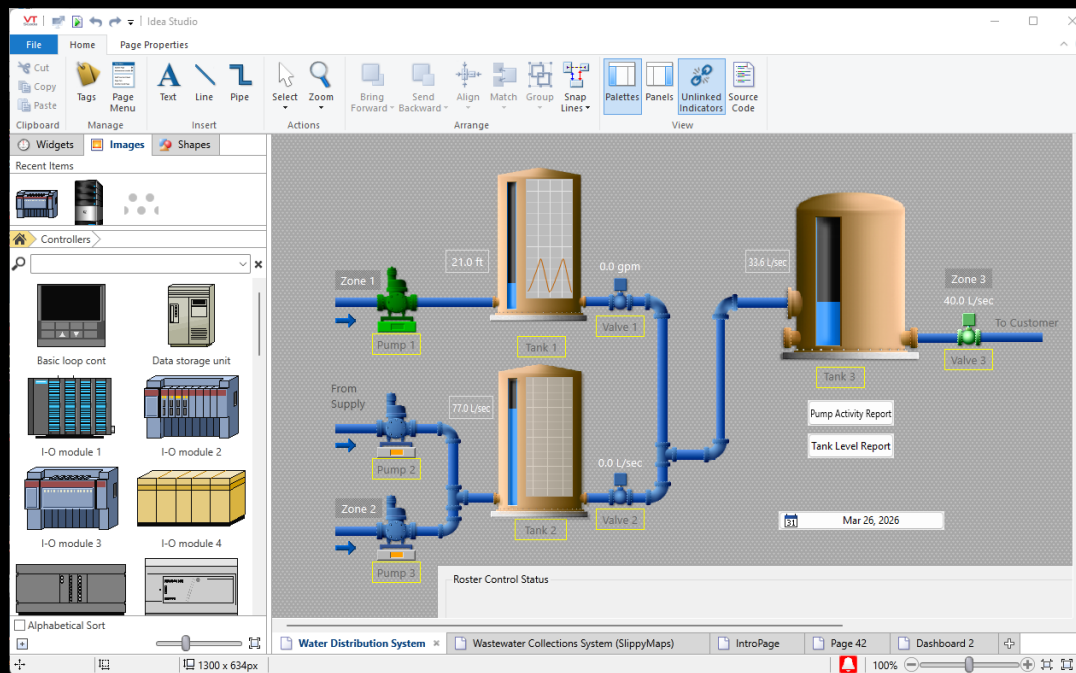 VT
Idea Studio
File
Home
Page Properties
Cut
Copy
Paste
Clipboard
Tags
Page
Menu
Manage
Text
Line
Pipe
Insert
Select
Zoom
Actions
Bring
Forward
Send
Backward
Align
Match
Group
Snap
Lines
Arrange
Palettes
Panels
Unlinked
Indicators
Source
Code
View
Widgets
Images
Shapes
Recent Items
Controllers
Basic loop cont
Data storage unit
I-O module 1
I-O module 2
I-O module 3
I-O module 4
Alphabetical Sort
21.0 ft
0.0 gpm
33.6 L/sec
Zone 1
Zone 3
40.0 L/sec
To Customer
Pump 1
Valve 1
Tank 1
Valve 3
Tank 3
From
Supply
77.0 L/sec
Pump Activity Report
Tank Level Report
Pump 2
0.0 L/sec
Zone 2
Valve 2
Tank 2
31
Mar 26, 2026
Pump 3
Roster Control Status
Water Distribution System
Wastewater Collections System (SlippyMaps)
IntroPage
Page 42
Dashboard 2
1300 x 634px
100%